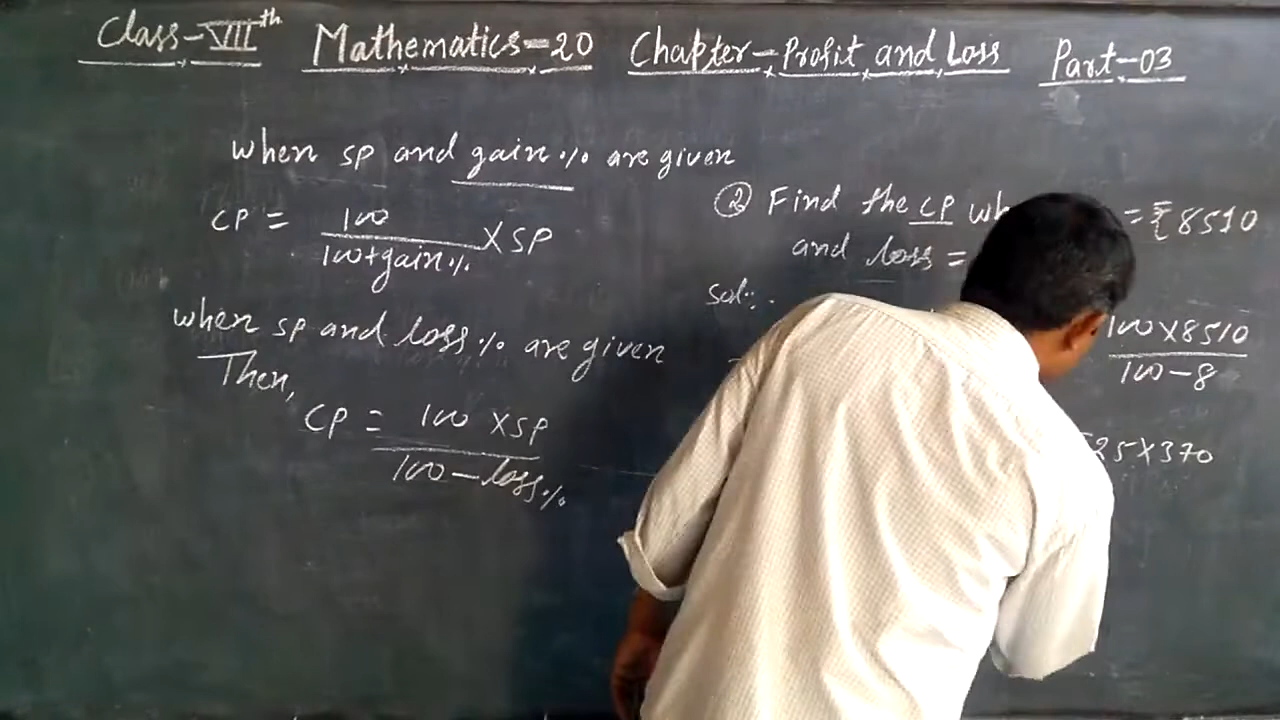 Class-VIIth Mathematics-20 Chapter-Profit and Loss Part-03
when SP and gain% are given
CP = 100/100+gain% × SP
when SP and loss% are given
Then,
CP = 100 × SP/100-loss%
② Find the CP = ₹8510
and loss =
Sol:.
100×8510/100-8
25×370